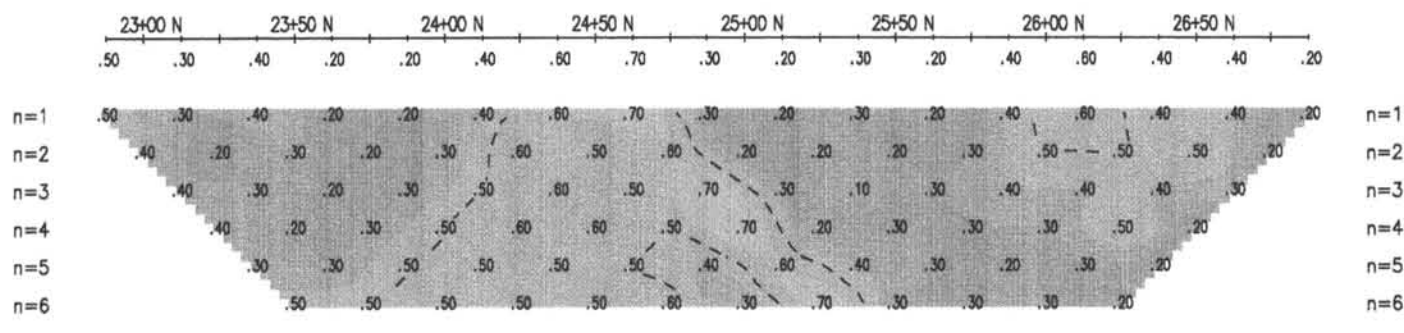 23+00 N 23+50 N 24+00 N 24+50 N 25+00 N 25+50 N 26+00 N 26+50 N
.50 .30 .40 .20 .20 .40 .60 .70 .30 .20 .30 .20 .40 .60 .40 .40 .20
n=1 .50 .30 .40 .20 .20 .40 .60 .70 .30 .20 .30 .20 .40 .60 .40 .40 .20 n=1
n=2 .40 .20 .30 .20 .30 .60 .50 .60 .20 .20 .20 .30 .50 .50 .50 .20 n=2
n=3 .40 .30 .20 .30 .50 .60 .50 .70 .30 .10 .30 .40 .40 .40 .30 n=3
n=4 .40 .20 .30 .50 .60 .60 .50 .70 .20 .20 .30 .40 .50 .20 n=4
n=5 .30 .30 .50 .50 .50 .50 .40 .60 .40 .30 .20 .30 .20 n=5
n=6 .50 .50 .50 .50 .50 .60 .30 .70 .30 .30 .30 .20 n=6